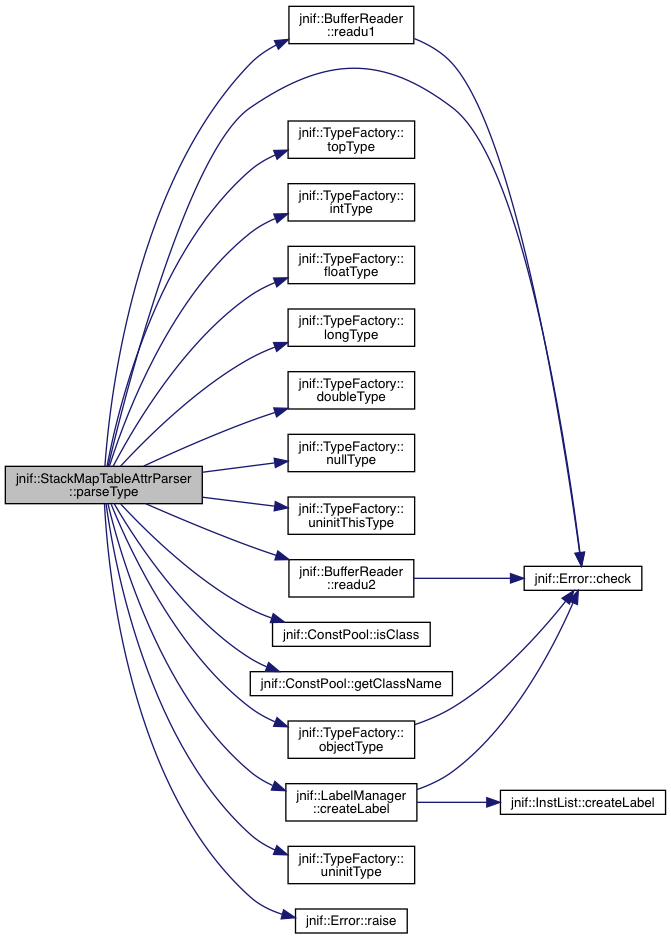 jnif::BufferReader
::readu1
jnif::TypeFactory::
topType
jnif::TypeFactory::
intType
jnif::TypeFactory::
floatType
jnif::TypeFactory::
longType
jnif::TypeFactory::
doubleType
jnif::TypeFactory::
nullType
jnif::StackMapTableAttrParser
::parseType
jnif::TypeFactory::
uninitThisType
jnif::BufferReader
::readu2
jnif::Error::check
jnif::ConstPool::isClass
jnif::ConstPool::getClassName
jnif::TypeFactory::
objectType
jnif::LabelManager
::createLabel
jnif::InstList::createLabel
jnif::TypeFactory::
uninitType
jnif::Error::raise